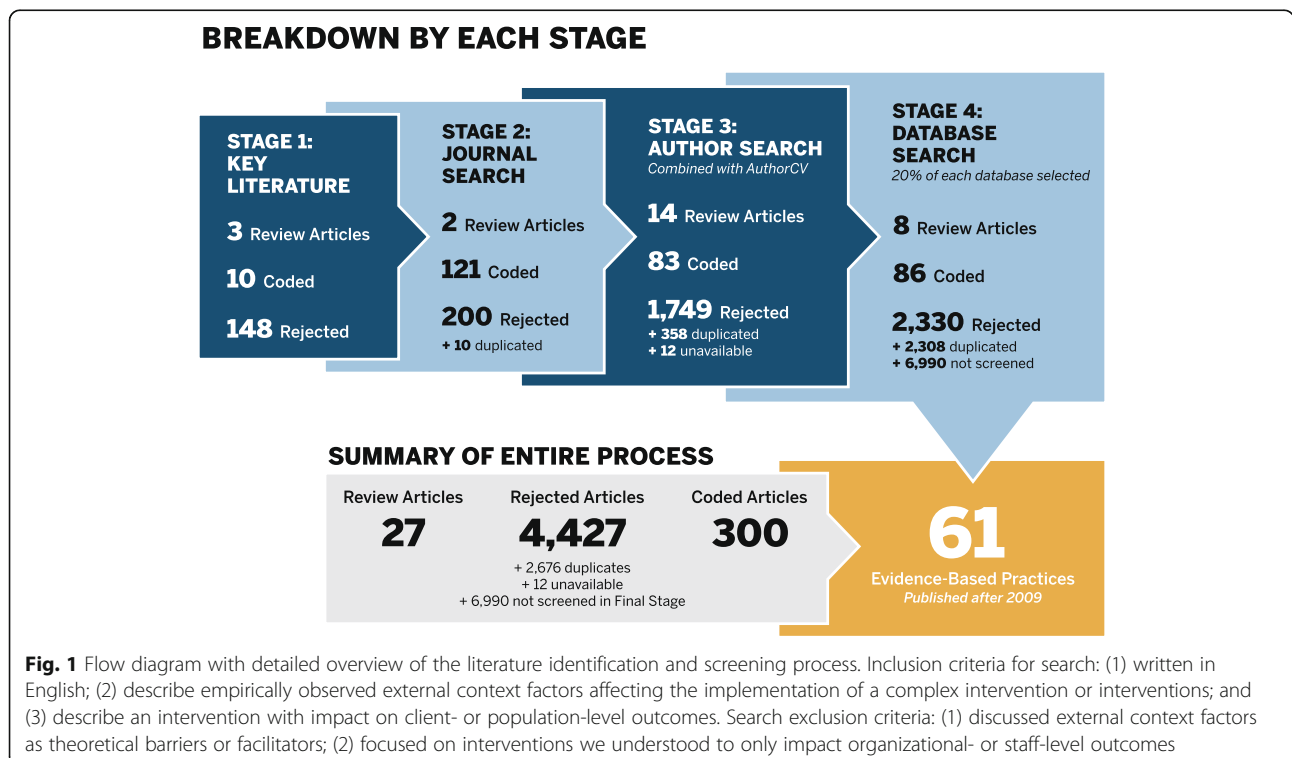 BREAKDOWN BY EACH STAGE
STAGE 1:
KEY
LITERATURE
3 Review Articles
10 Coded
148 Rejected
STAGE 2:
JOURNAL
SEARCH
2 Review Articles
121 Coded
200 Rejected
+ 10 duplicated
STAGE 3:
AUTHOR SEARCH
Combined with AuthorCV
14 Review Articles
83 Coded
1,749 Rejected
+ 358 duplicated
+ 12 unavailable
STAGE 4:
DATABASE
SEARCH
20% of each database selected
8 Review Articles
86 Coded
2,330 Rejected
+ 2,308 duplicated
+ 6,990 not screened
SUMMARY OF ENTIRE PROCESS
Review Articles
27
Rejected Articles
4,427
+ 2,676 duplicates
+ 12 unavailable
+ 6,990 not screened in Final Stage
Coded Articles
300
61
Evidence-Based Practices
Published after 2009
Fig. 1 Flow diagram with detailed overview of the literature identification and screening process. Inclusion criteria for search: (1) written in
English; (2) describe empirically observed external context factors affecting the implementation of a complex intervention or interventions; and
(3) describe an intervention with impact on client- or population-level outcomes. Search exclusion criteria: (1) discussed external context factors
as theoretical barriers or facilitators; (2) focused on interventions we understood to only impact organizational- or staff-level outcomes